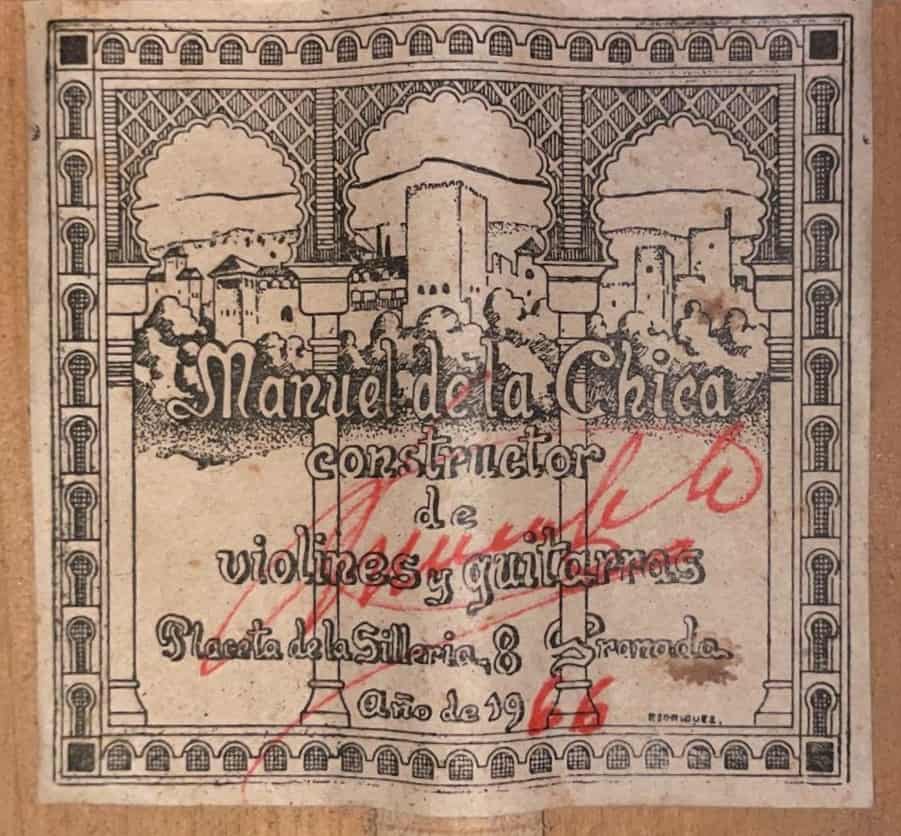 Manuel de la Chica
constructor
de
violines y guitarras
Placeta de la Silleria, 8 Granada
Año de 1966